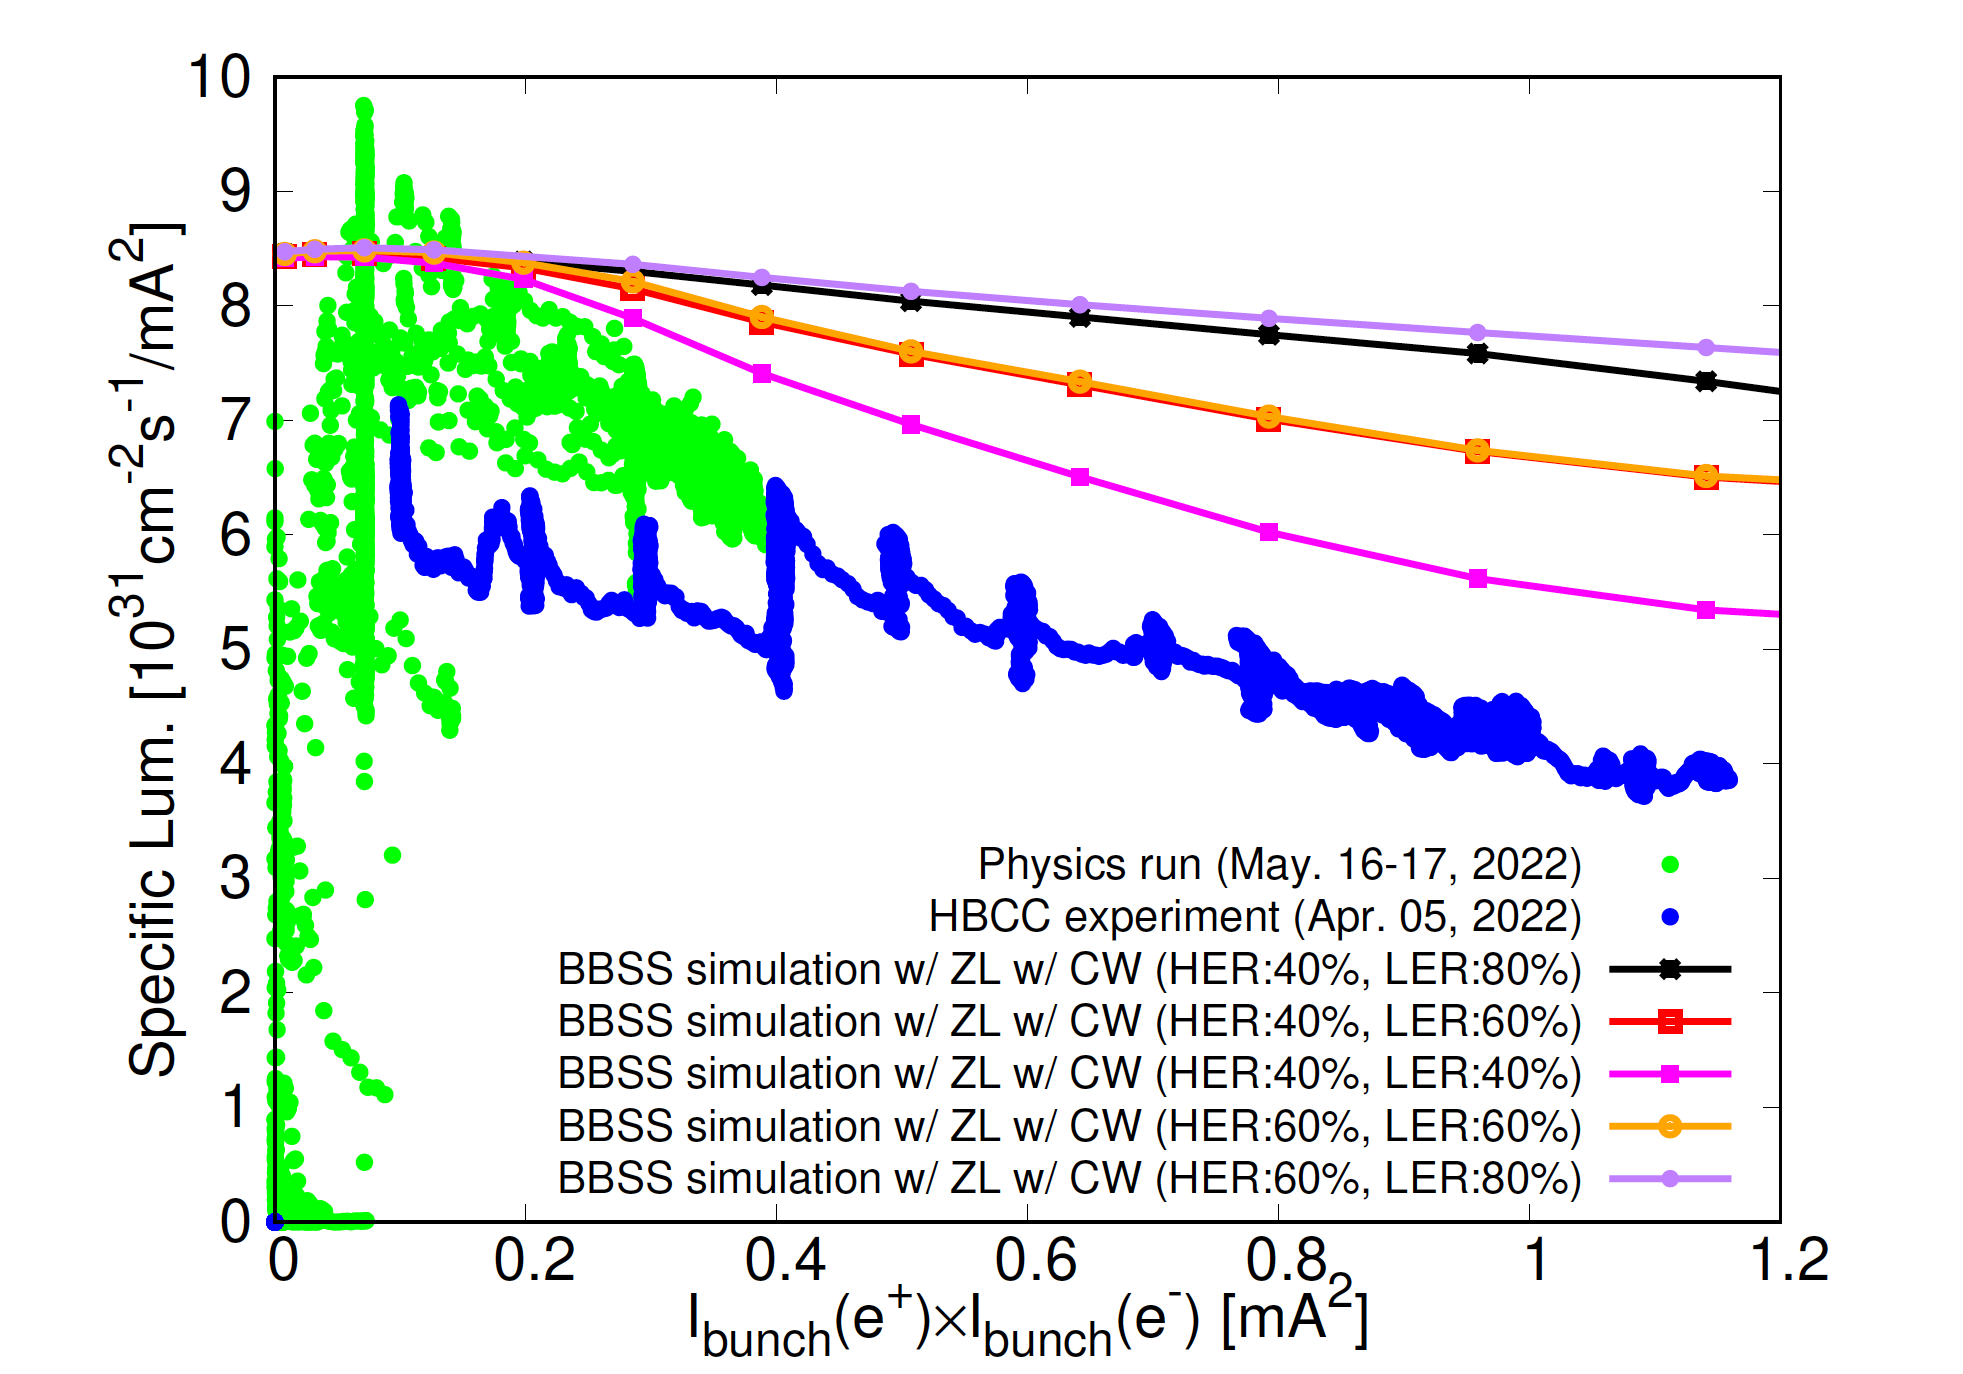 10
9
8
7
6
5
4
3
2
1
0
Specific Lum. [10^31 cm^-2 s^-1/mA^2]
Physics run (May. 16-17, 2022)
HBCC experiment (Apr. 05, 2022)
BBSS simulation w/ ZL w/ CW (HER:40%, LER:80%)
BBSS simulation w/ ZL w/ CW (HER:40%, LER:60%)
BBSS simulation w/ ZL w/ CW (HER:40%, LER:40%)
BBSS simulation w/ ZL w/ CW (HER:60%, LER:60%)
BBSS simulation w/ ZL w/ CW (HER:60%, LER:80%)
0 0.2 0.4 0.6 0.8 1 1.2
I_bunch(e^+)×I_bunch(e^-) [mA^2]